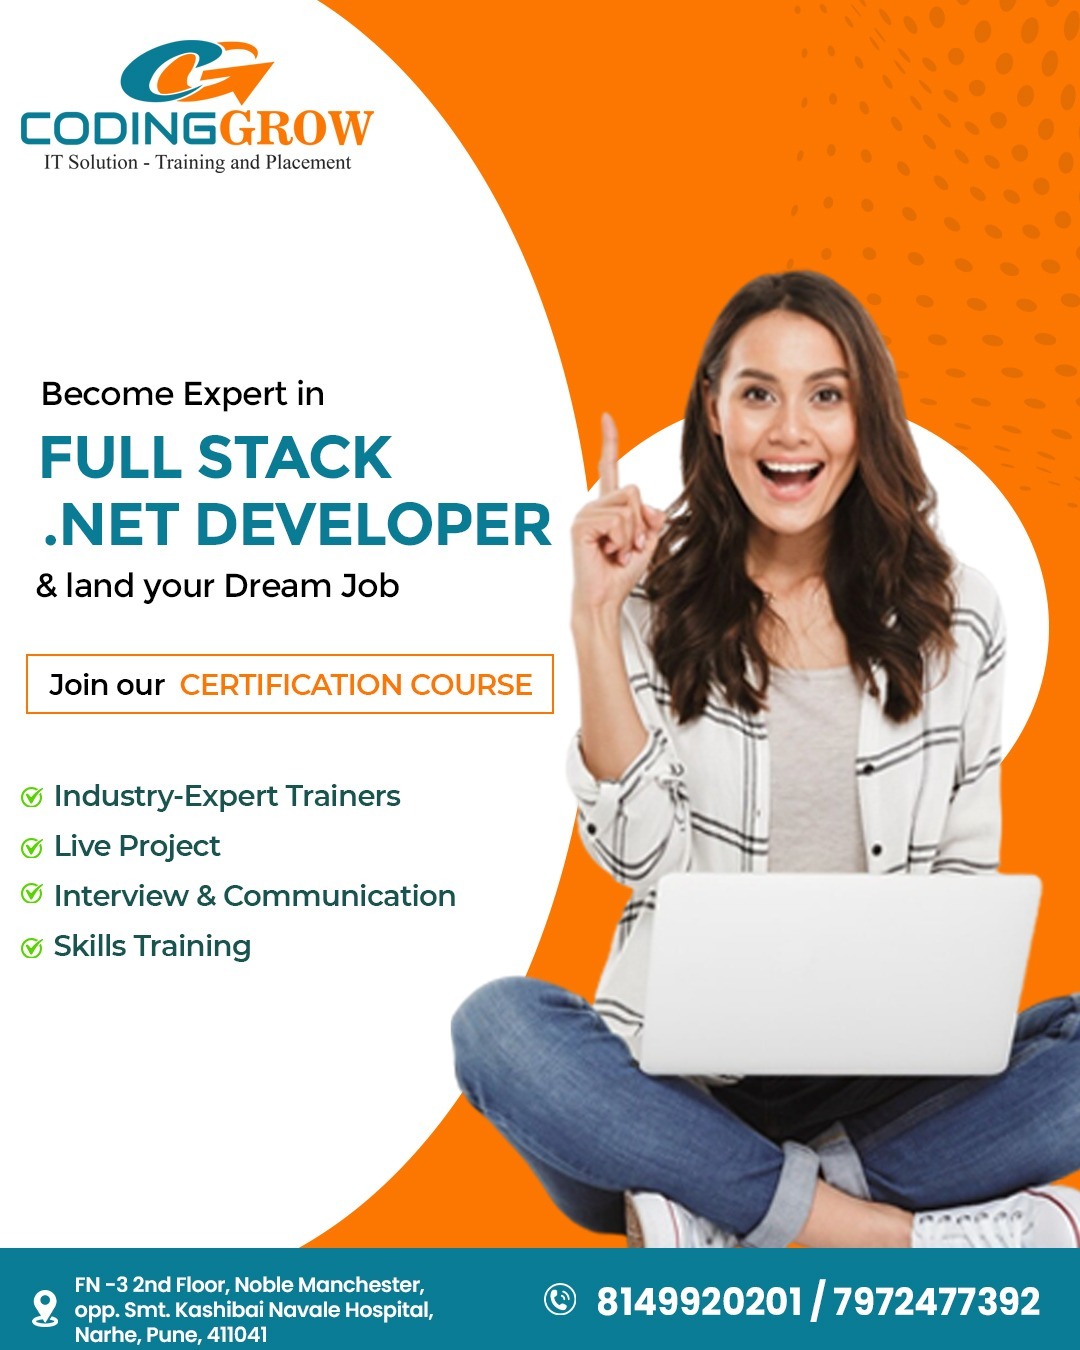 CODINGGROW
IT Solution - Training and Placement
Become Expert in
FULL STACK
.NET DEVELOPER
& land your Dream Job
Join our CERTIFICATION COURSE
Industry-Expert Trainers
Live Project
Interview & Communication
Skills Training
FN -3 2nd Floor, Noble Manchester,
opp. Smt. Kashibai Navale Hospital,
Narhe, Pune, 411041
8149920201 / 7972477392